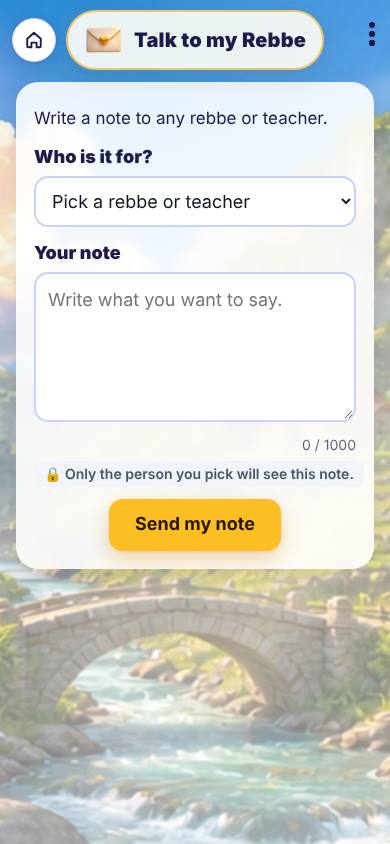 Talk to my Rebbe
Write a note to any rebbe or teacher.
Who is it for?
Pick a rebbe or teacher
Your note
Write what you want to say.
0 / 1000
🔒 Only the person you pick will see this note.
Send my note